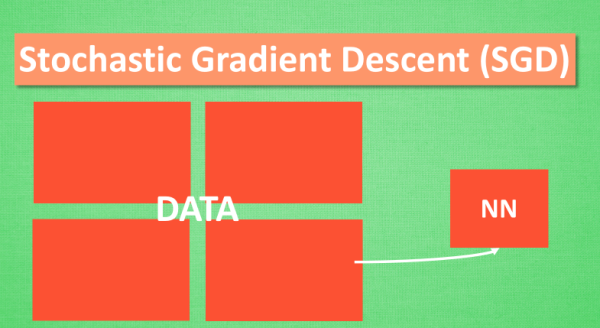 Stochastic Gradient Descent (SGD)
DATA
NN